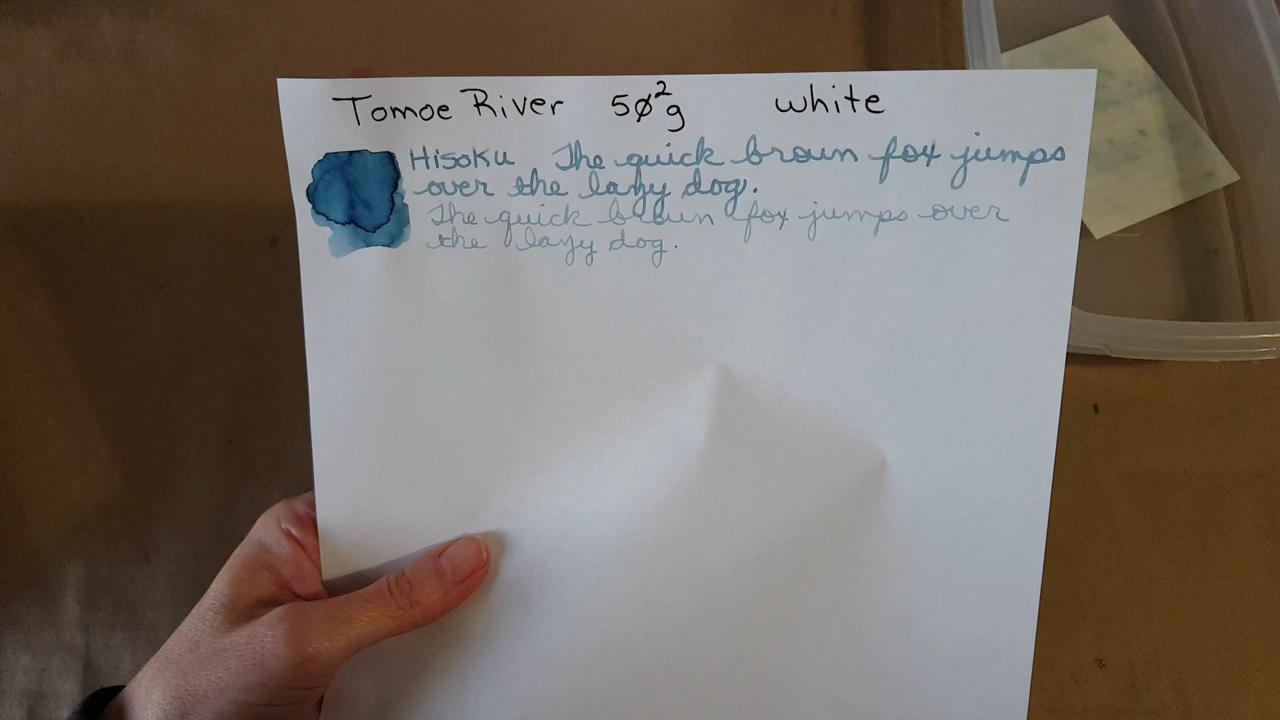 Tomoe River 50²g white
Hisoku The quick brown fox jumps
over the lazy dog.
The quick brown fox jumps over
the lazy dog.